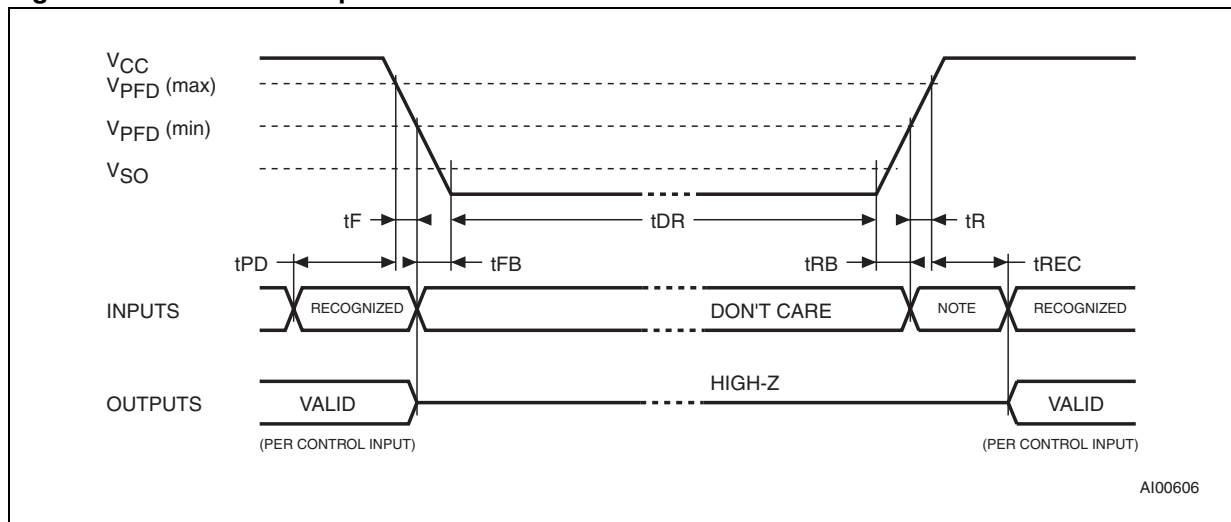 VCC
VPFD (max)
VPFD (min)
VSO
tF
tDR
tR
tPD
tFB
tRB
tREC
INPUTS
RECOGNIZED
DON'T CARE
NOTE
RECOGNIZED
HIGH-Z
OUTPUTS
VALID
VALID
(PER CONTROL INPUT)
(PER CONTROL INPUT)
AI00606